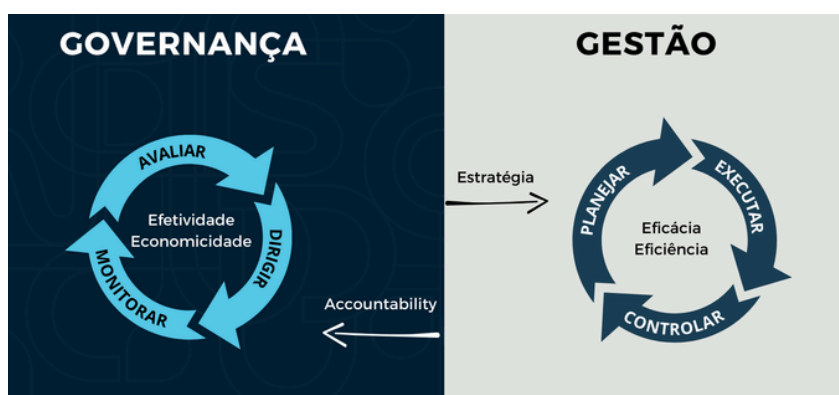 GOVERNANÇA
AVALIAR
DIRIGIR
MONITORAR
Efetividade
Economicidade
Estratégia
Accountability
GESTÃO
PLANEJAR
EXECUTAR
CONTROLAR
Eficácia
Eficiência